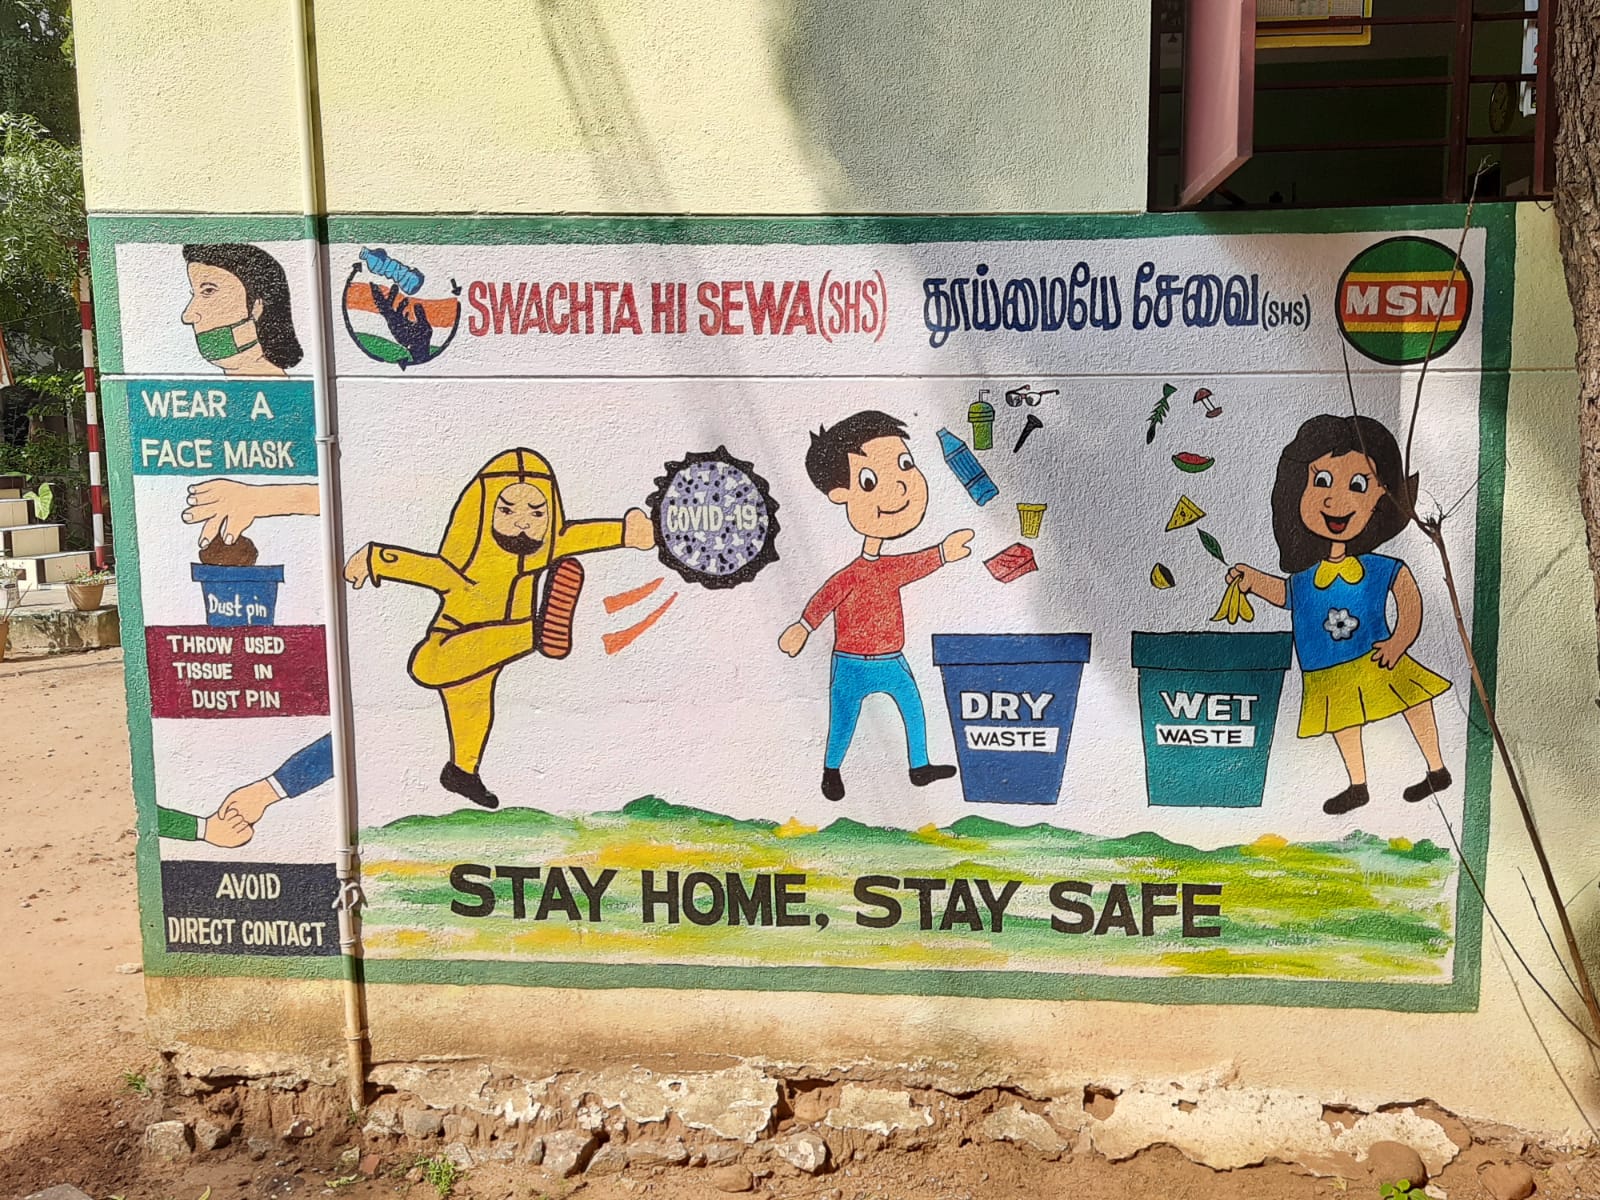 SWACHTA HI SEWA (SHS) தூய்மையே சேவை (SHS)
MSM
WEAR A
FACE MASK
Dust pin
THROW USED
TISSUE IN
DUST PIN
AVOID
DIRECT CONTACT
COVID-19
DRY
WASTE
WET
WASTE
STAY HOME, STAY SAFE